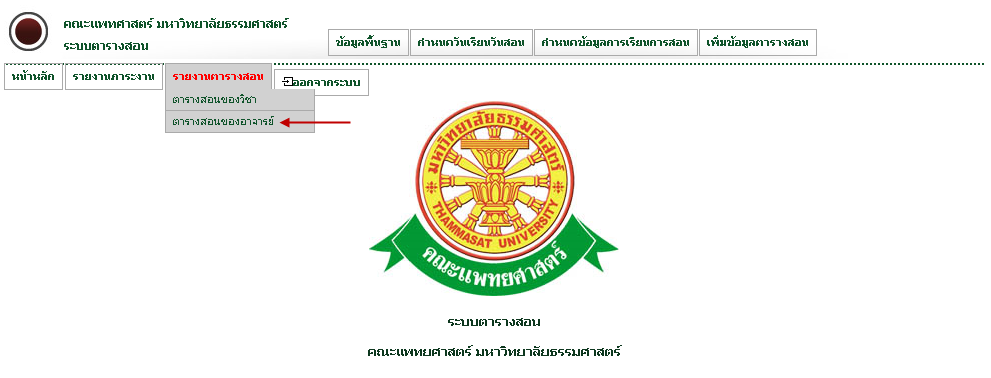 คณะแพทศาสตร์ มหาวิทยาลัยธรรมศาสตร์
ระบบตารางสอน
ข้อมูลพื้นฐาน กำหนดวันเรียนวันสอน กำหนดข้อมูลการเรียนการสอน เพิ่มข้อมูลตารางสอน
หน้าหลัก รายงานภาระงาน รายงานตารางสอน ออกจากระบบ
ตารางสอนของวิชา
ตารางสอนของอาจารย์
มหาวิทยาลัยธรรมศาสตร์
THAMMASAT UNIVERSITY
คณะแพทยศาสตร์
ระบบตารางสอน
คณะแพทยศาสตร์ มหาวิทยาลัยธรรมศาสตร์